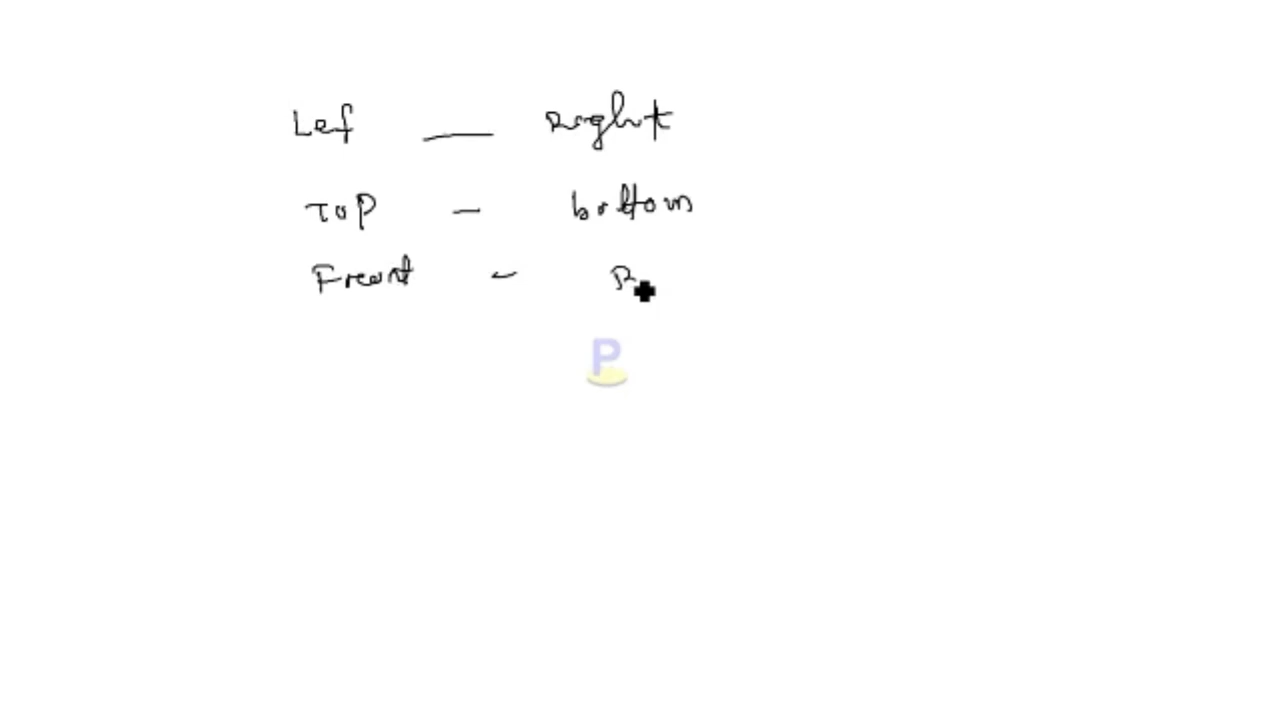 Lef — Right
Top - bottom
Front - R
P